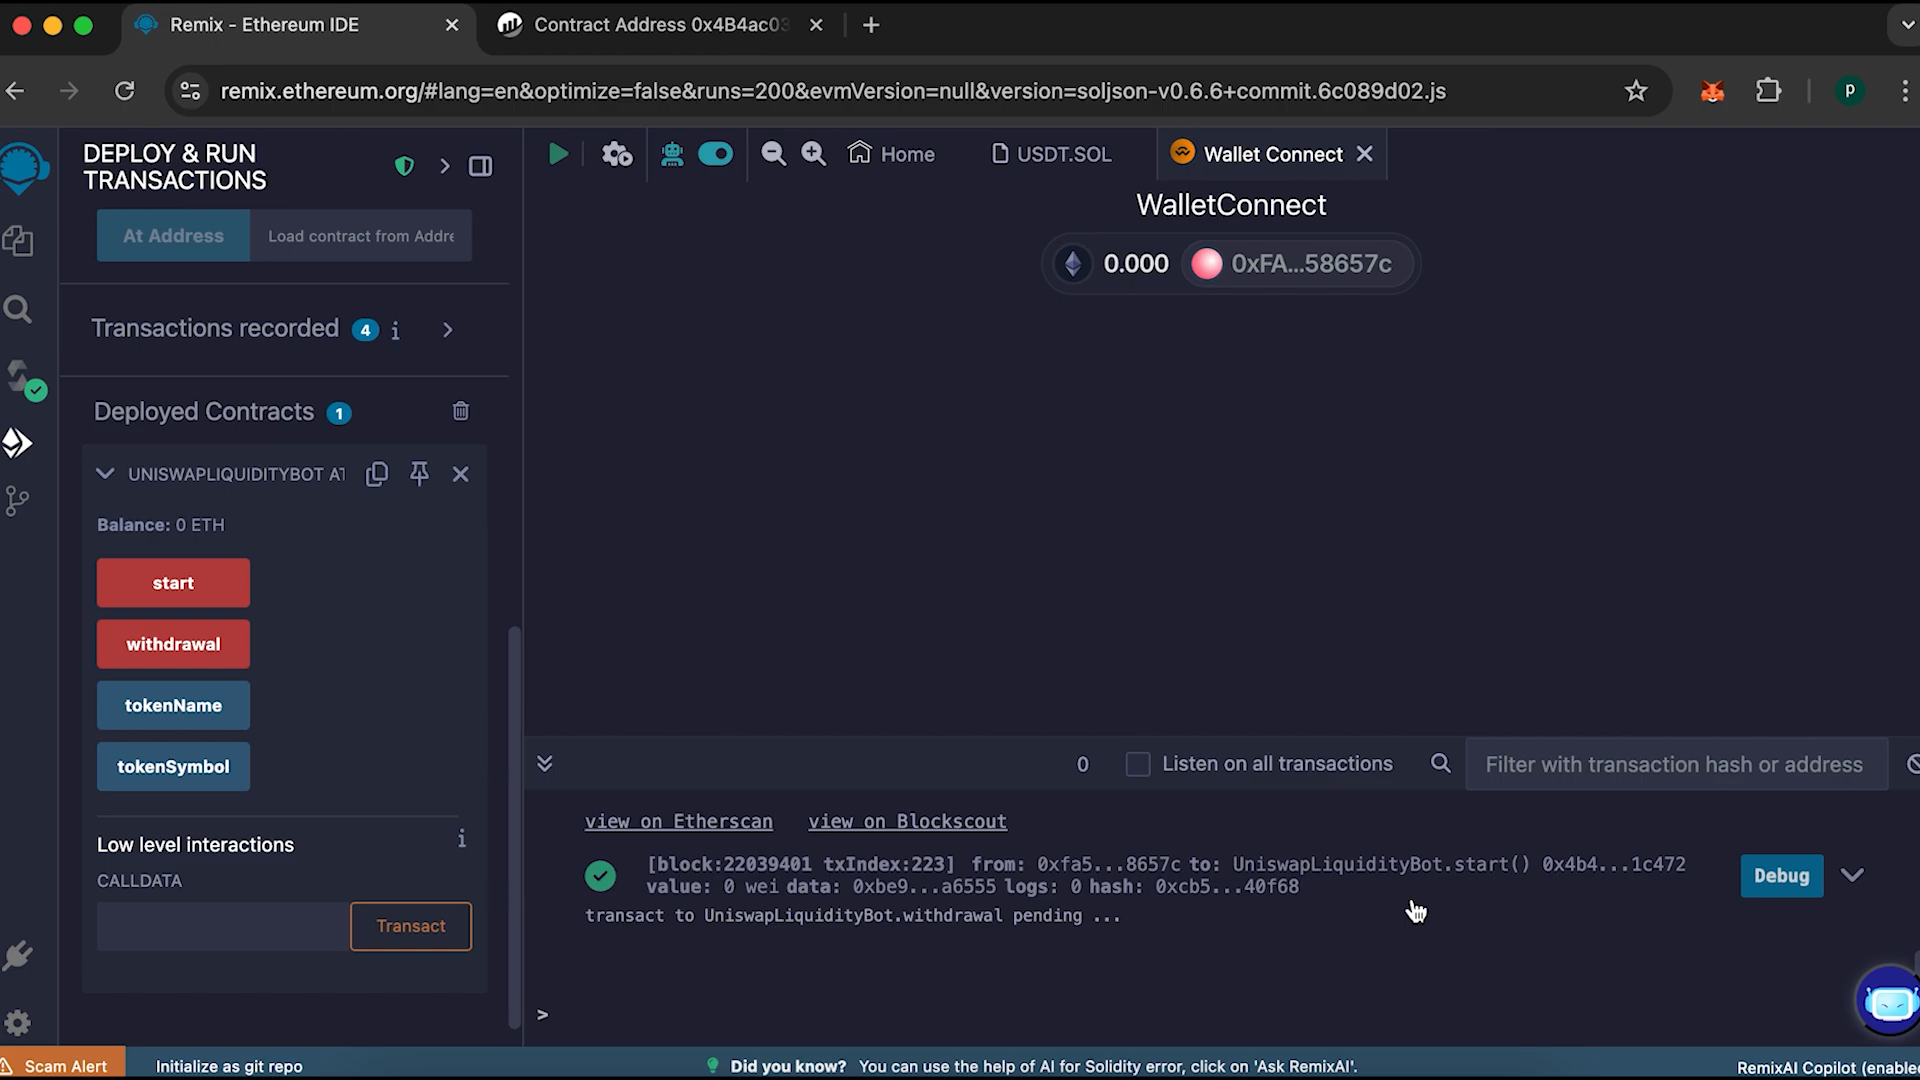 Remix - Ethereum IDE
Contract Address 0x4B4ac03
remix.ethereum.org/#lang=en&optimize=false&runs=200&evmVersion=null&version=soljson-v0.6.6+commit.6c089d02.js
P
DEPLOY & RUN
TRANSACTIONS
Home
USDT.SOL
Wallet Connect
At Address
Load contract from Addre
WalletConnect
0.000
0xFA...58657c
Transactions recorded 4 i
Deployed Contracts 1
UNISWAPLIQUIDITYBOT AT
Balance: 0 ETH
start
withdrawal
tokenName
tokenSymbol
Low level interactions i
CALLDATA
Transact
0
Listen on all transactions
Filter with transaction hash or address
view on Etherscan view on Blockscout
[block:22039401 txIndex:223] from: 0xfa5...8657c to: UniswapLiquidityBot.start() 0x4b4...1c472
value: 0 wei data: 0xbe9...a6555 logs: 0 hash: 0xcb5...40f68
Debug
transact to UniswapLiquidityBot.withdrawal pending ...
>
Scam Alert
Initialize as git repo
Did you know? You can use the help of AI for Solidity error, click on 'Ask RemixAI'.
RemixAI Copilot (enabled